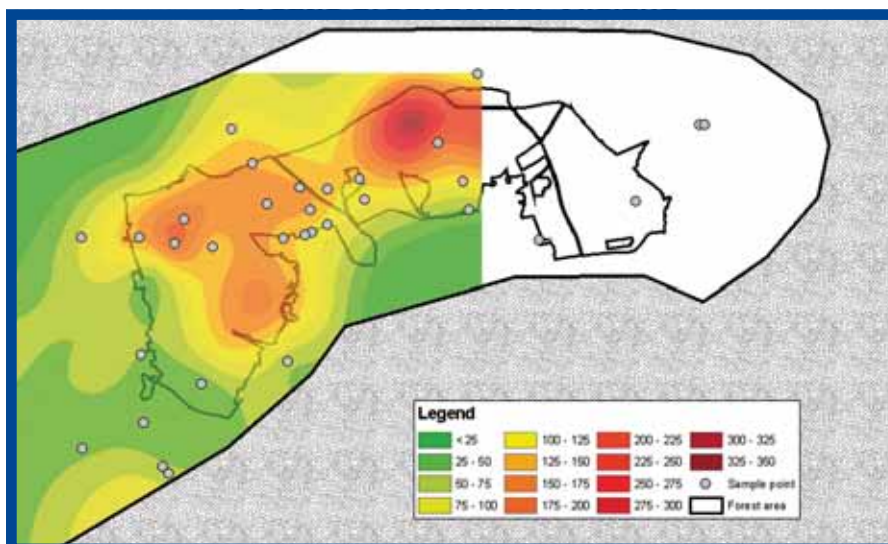 Legend
< 25
25 - 50
50 - 75
75 - 100
100 - 125
125 - 150
150 - 175
175 - 200
200 - 225
225 - 250
250 - 275
275 - 300
300 - 325
325 - 350
Sample point
Forest area